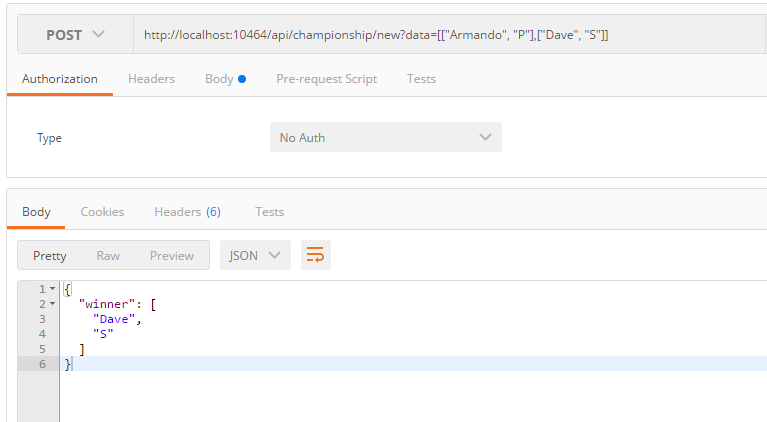 POST http://localhost:10464/api/championship/new?data=[["Armando", "P"],["Dave", "S"]]
Authorization Headers Body Pre-request Script Tests
Type No Auth
Body Cookies Headers (6) Tests
Pretty Raw Preview JSON
1 {
2 "winner": [
3 "Dave",
4 "S"
5 ]
6 }